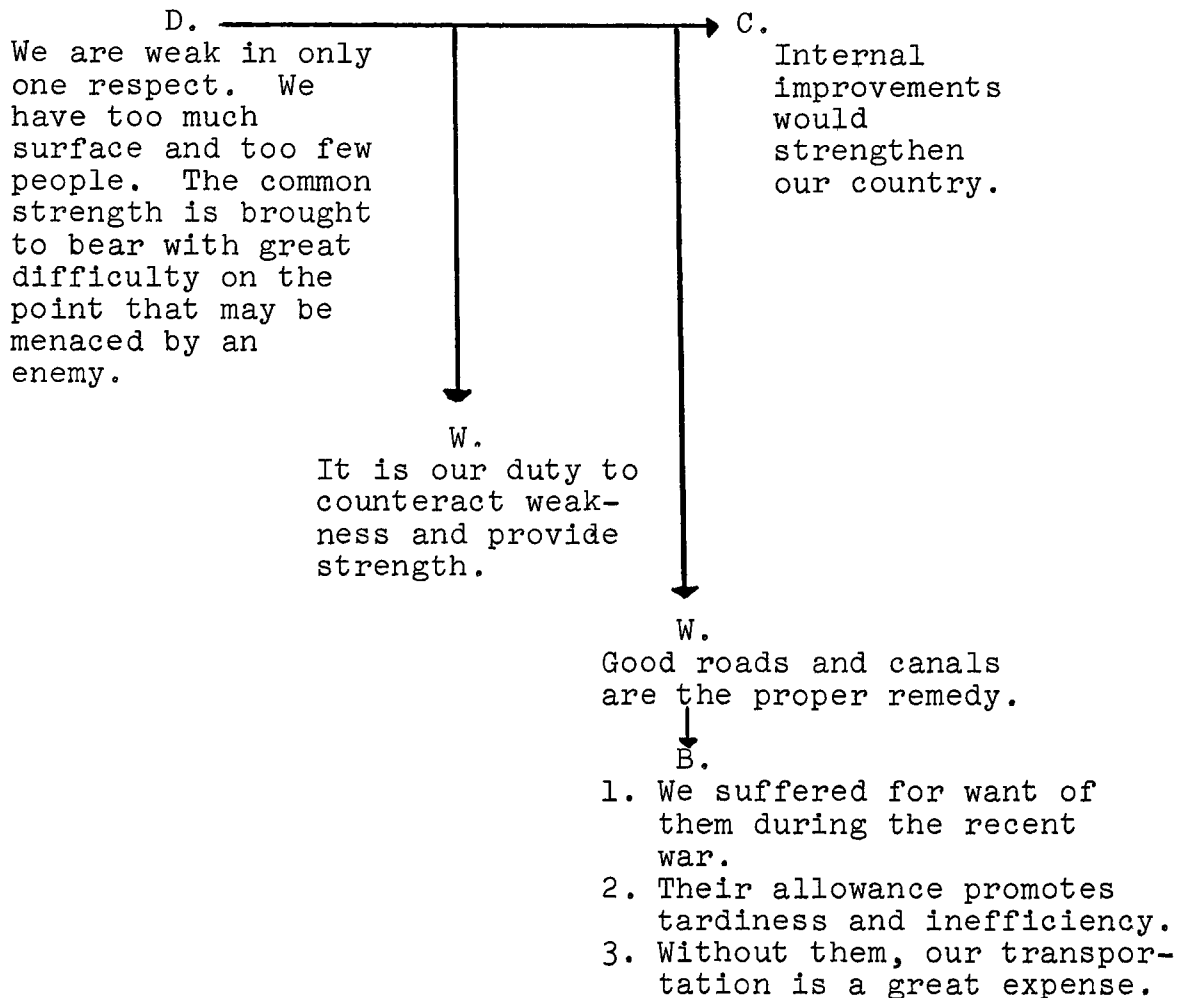 D.
We are weak in only
one respect. We
have too much
surface and too few
people. The common
strength is brought
to bear with great
difficulty on the
point that may be
menaced by an
enemy.
C.
Internal
improvements
would
strengthen
our country.
W.
It is our duty to
counteract weak-
ness and provide
strength.
W.
Good roads and canals
are the proper remedy.
B.
1. We suffered for want of
them during the recent
war.
2. Their allowance promotes
tardiness and inefficiency.
3. Without them, our transpor-
tation is a great expense.